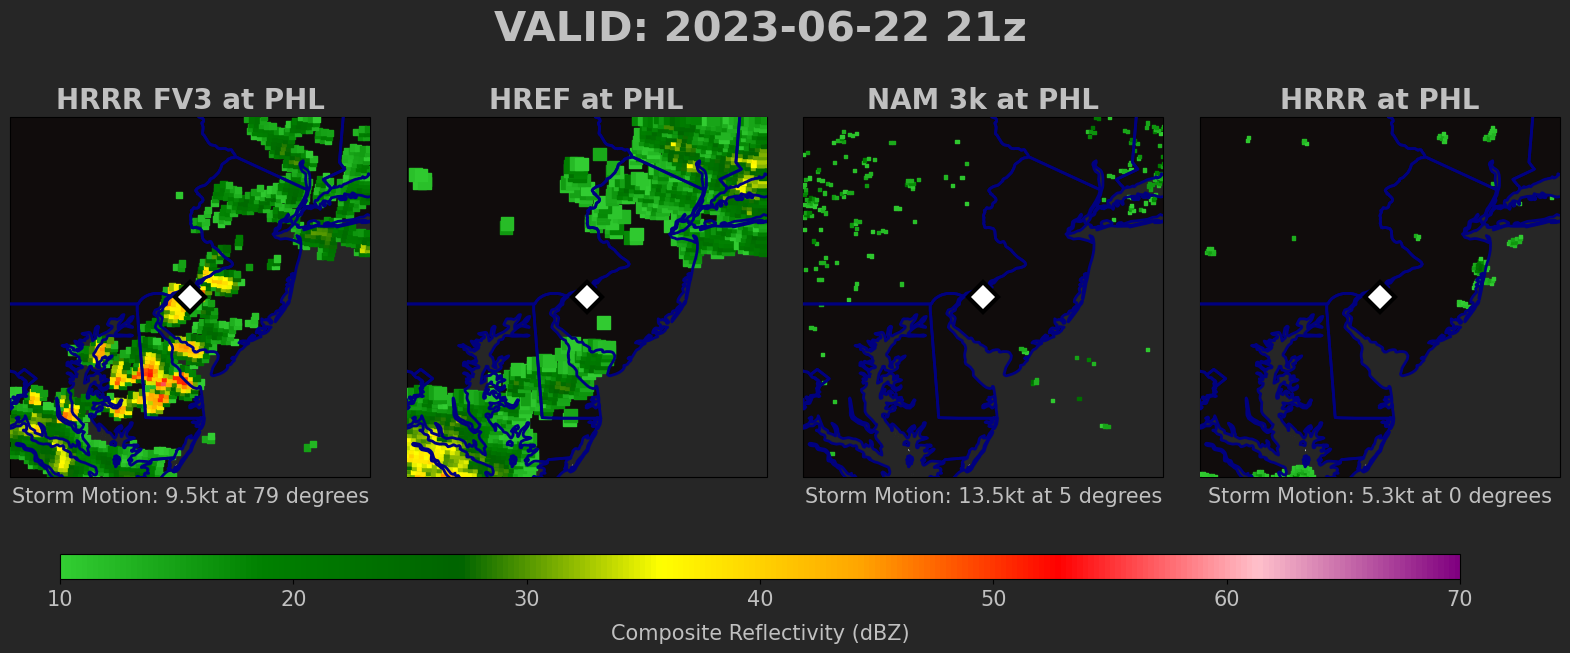 VALID: 2023-06-22 21z
HRRR FV3 at PHL
HREF at PHL
NAM 3k at PHL
HRRR at PHL
Storm Motion: 9.5kt at 79 degrees
Storm Motion: 13.5kt at 5 degrees
Storm Motion: 5.3kt at 0 degrees
10 20 30 40 50 60 70
Composite Reflectivity (dBZ)